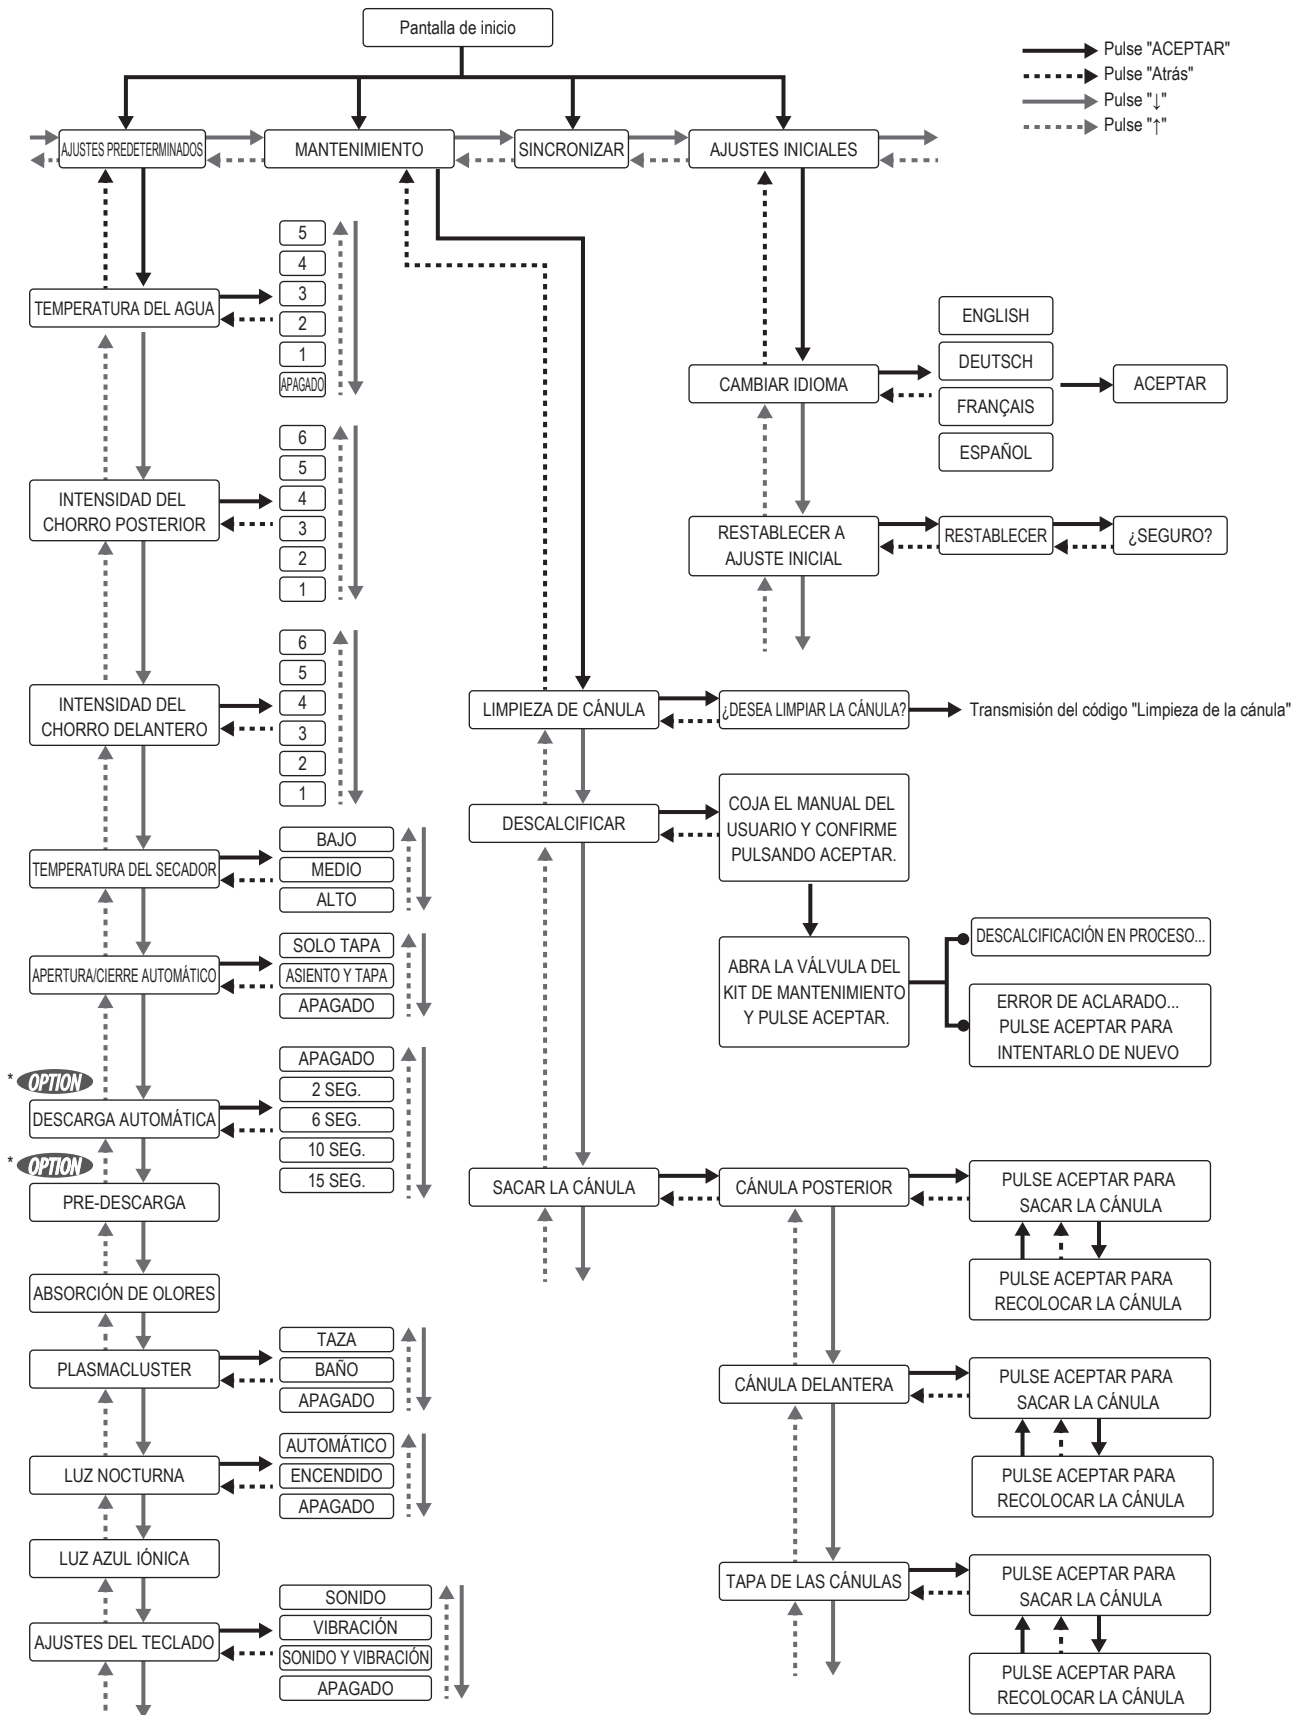 Pantalla de inicio
Pulse "ACEPTAR"
Pulse "Atrás"
Pulse "↓"
Pulse "↑"
AJUSTES PREDETERMINADOS
MANTENIMIENTO
SINCRONIZAR
AJUSTES INICIALES
TEMPERATURA DEL AGUA
5
4
3
2
1
APAGADO
INTENSIDAD DEL
CHORRO POSTERIOR
6
5
4
3
2
1
INTENSIDAD DEL
CHORRO DELANTERO
6
5
4
3
2
1
TEMPERATURA DEL SECADOR
BAJO
MEDIO
ALTO
APERTURA/CIERRE AUTOMÁTICO
SOLO TAPA
ASIENTO Y TAPA
APAGADO
* OPTION
DESCARGA AUTOMÁTICA
APAGADO
2 SEG.
6 SEG.
10 SEG.
15 SEG.
* OPTION
PRE-DESCARGA
ABSORCIÓN DE OLORES
PLASMACLUSTER
TAZA
BAÑO
APAGADO
LUZ NOCTURNA
AUTOMÁTICO
ENCENDIDO
APAGADO
LUZ AZUL IÓNICA
AJUSTES DEL TECLADO
SONIDO
VIBRACIÓN
SONIDO Y VIBRACIÓN
APAGADO
LIMPIEZA DE CÁNULA
¿DESEA LIMPIAR LA CÁNULA?
Transmisión del código "Limpieza de la cánula"
DESCALCIFICAR
COJA EL MANUAL DEL
USUARIO Y CONFIRME
PULSANDO ACEPTAR.
ABRA LA VÁLVULA DEL
KIT DE MANTENIMIENTO
Y PULSE ACEPTAR.
DESCALCIFICACIÓN EN PROCESO...
ERROR DE ACLARADO...
PULSE ACEPTAR PARA
INTENTARLO DE NUEVO
SACAR LA CÁNULA
CÁNULA POSTERIOR
PULSE ACEPTAR PARA
SACAR LA CÁNULA
PULSE ACEPTAR PARA
RECOLOCAR LA CÁNULA
CÁNULA DELANTERA
PULSE ACEPTAR PARA
SACAR LA CÁNULA
PULSE ACEPTAR PARA
RECOLOCAR LA CÁNULA
TAPA DE LAS CÁNULAS
PULSE ACEPTAR PARA
SACAR LA CÁNULA
PULSE ACEPTAR PARA
RECOLOCAR LA CÁNULA
CAMBIAR IDIOMA
ENGLISH
DEUTSCH
FRANÇAIS
ESPAÑOL
ACEPTAR
RESTABLECER A
AJUSTE INICIAL
RESTABLECER
¿SEGURO?